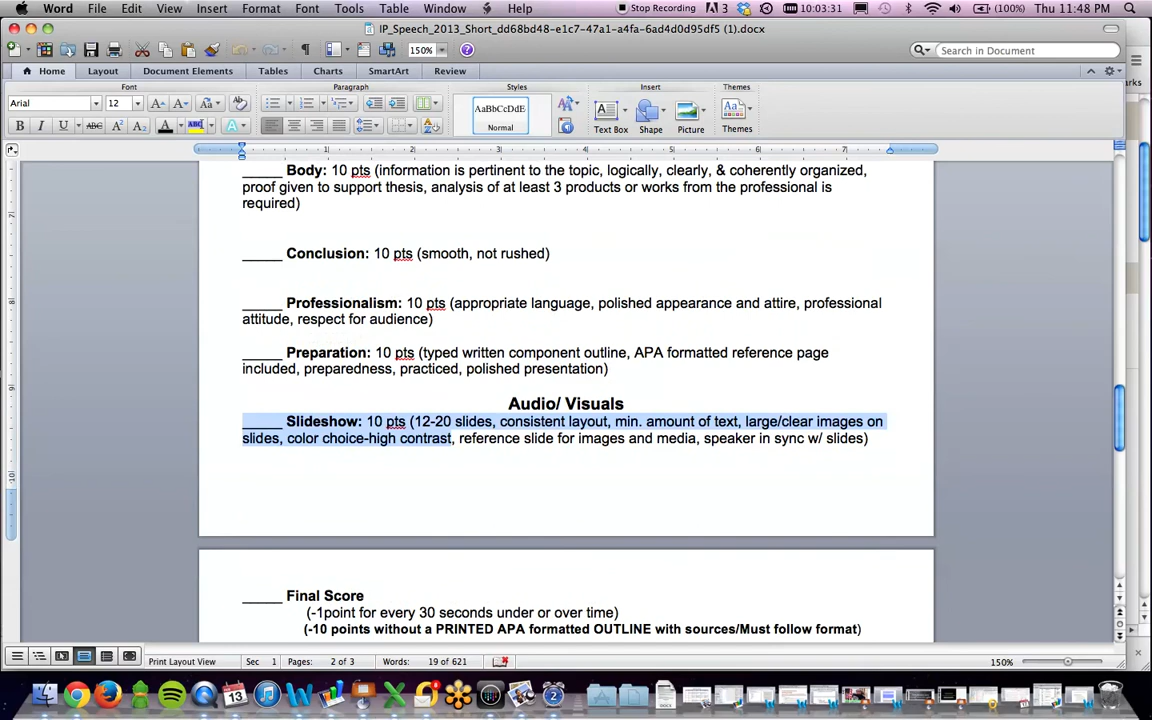 Word File Edit View Insert Format Font Tools Table Window Help Stop Recording 3 10:03:31 (100%) Thu 11:48 PM
IP_Speech_2013_Short_dd68bd48-e1c7-47a1-a4fa-6ad4d0d95df5 (1).docx
150% Search in Document
Home Layout Document Elements Tables Charts SmartArt Review
Font Paragraph Styles Insert Themes
Arial 12 AaBbCcDdE Normal Text Box Shape Picture Themes
_____ Body: 10 pts (information is pertinent to the topic, logically, clearly, & coherently organized,
proof given to support thesis, analysis of at least 3 products or works from the professional is
required)
_____ Conclusion: 10 pts (smooth, not rushed)
_____ Professionalism: 10 pts (appropriate language, polished appearance and attire, professional
attitude, respect for audience)
_____ Preparation: 10 pts (typed written component outline, APA formatted reference page
included, preparedness, practiced, polished presentation)
Audio/ Visuals
_____ Slideshow: 10 pts (12-20 slides, consistent layout, min. amount of text, large/clear images on
slides, color choice-high contrast, reference slide for images and media, speaker in sync w/ slides)
_____ Final Score
(-1point for every 30 seconds under or over time)
(-10 points without a PRINTED APA formatted OUTLINE with sources/Must follow format)
Print Layout View Sec 1 Pages: 2 of 3 Words: 19 of 621 150%